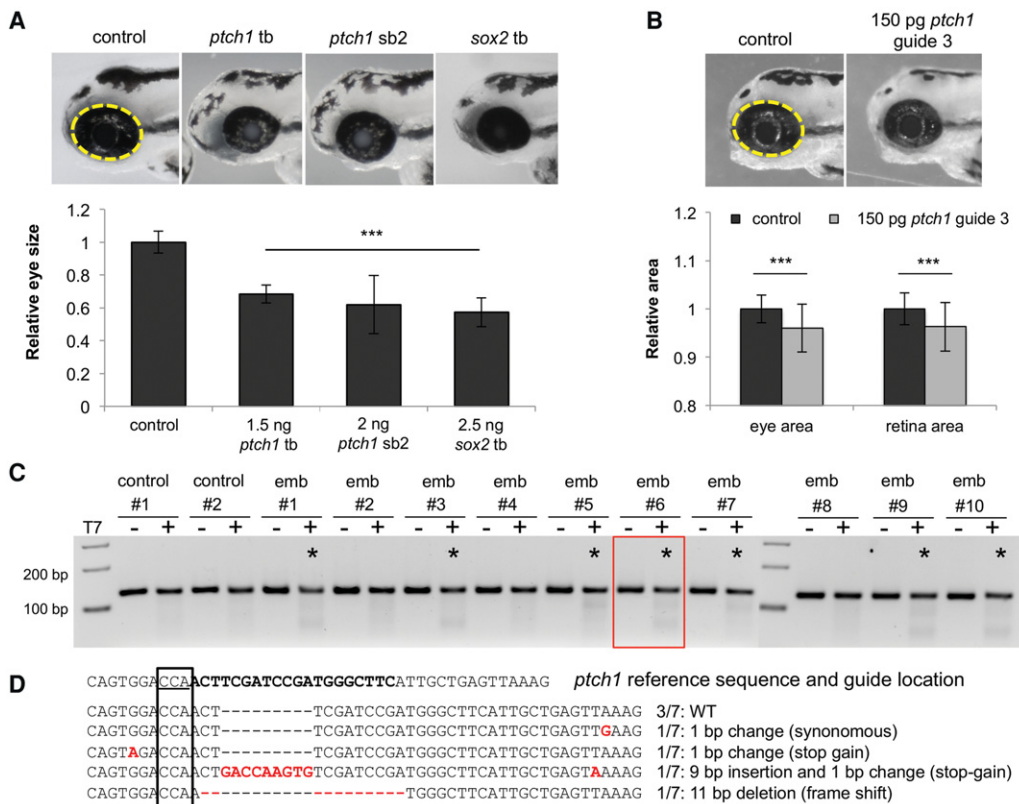 A
control
ptch1 tb
ptch1 sb2
sox2 tb
Relative eye size
1.2
1
0.8
0.6
0.4
0.2
0
***
control
1.5 ng
ptch1 tb
2 ng
ptch1 sb2
2.5 ng
sox2 tb
B
control
150 pg ptch1
guide 3
control
150 pg ptch1 guide 3
Relative area
1.2
1.1
1
0.9
0.8
***
***
eye area
retina area
C
control
#1
control
#2
emb
#1
emb
#2
emb
#3
emb
#4
emb
#5
emb
#6
emb
#7
emb
#8
emb
#9
emb
#10
T7 - + - + - + - + - + - + - + - + - + - + - + - +
* * * * * * *
200 bp
100 bp
D
CAGTGGACCAACTTCGATCCGATGGGCTTCATTGCTGAGTTAAAG ptch1 reference sequence and guide location
CAGTGGACCAACT---------TCGATCCGATGGGCTTCATTGCTGAGTTAAAG 3/7: WT
CAGTGGACCAACT---------TCGATCCGATGGGCTTCATTGCTGAGTTGAAG 1/7: 1 bp change (synonomous)
CAGTAGACCAACT---------TCGATCCGATGGGCTTCATTGCTGAGTTAAAG 1/7: 1 bp change (stop gain)
CAGTGGACCAACTGACCAAGTGTCGATCCGATGGGCTTCATTGCTGAGTAAAAG 1/7: 9 bp insertion and 1 bp change (stop-gain)
CAGTGGACCAA--------------------TGGGCTTCATTGCTGAGTTAAAG 1/7: 11 bp deletion (frame shift)